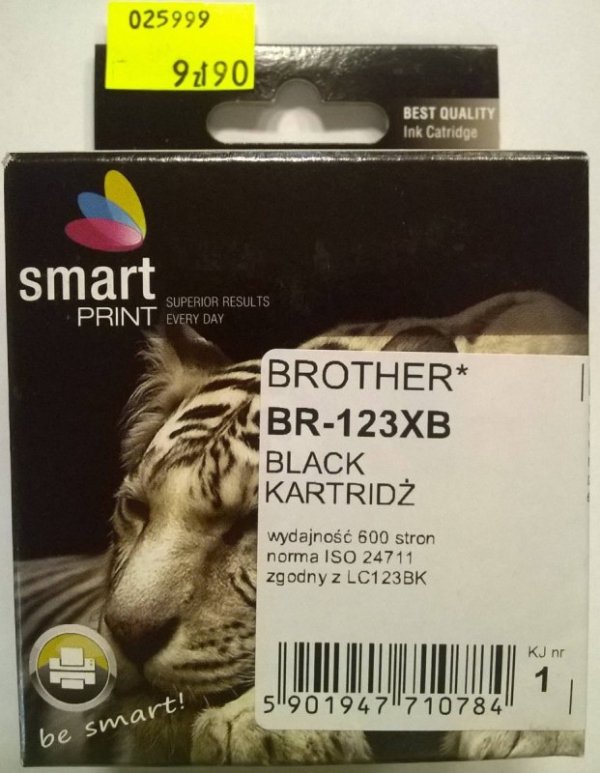 025999
9zł90
BEST QUALITY
Ink Catridge
smart
PRINT
SUPERIOR RESULTS
EVERY DAY
BROTHER*
BR-123XB
BLACK
KARTRIDŻ
wydajność 600 stron
norma ISO 24711
zgodny z LC123BK
KJ nr
1
5 901947 710784
be smart!